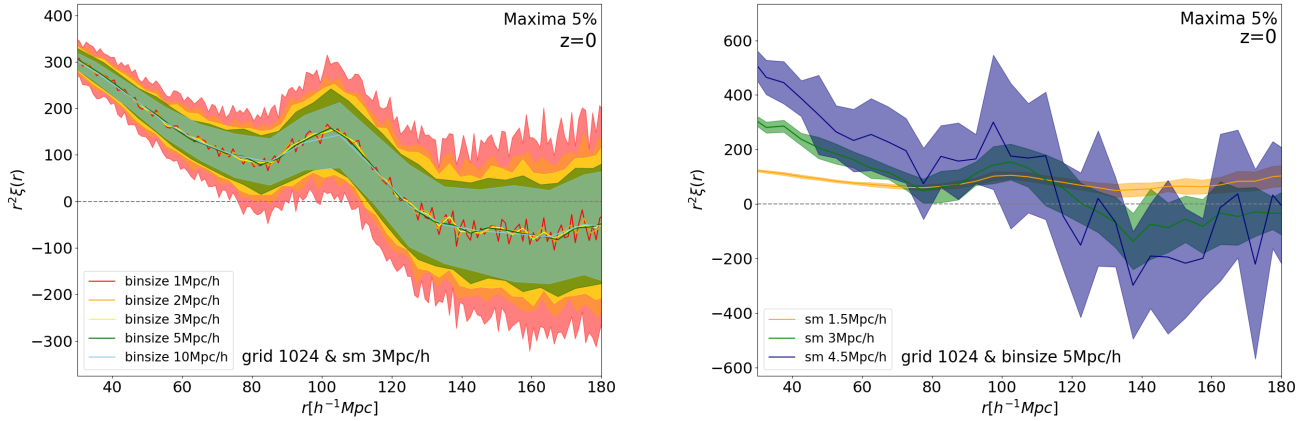 Maxima 5%
z=0
r²ξ(r)
400
300
200
100
0
−100
−200
−300
binsize 1Mpc/h
binsize 2Mpc/h
binsize 3Mpc/h
binsize 5Mpc/h
binsize 10Mpc/h
grid 1024 & sm 3Mpc/h
40 60 80 100 120 140 160 180
r[h⁻¹Mpc]
Maxima 5%
z=0
r²ξ(r)
600
400
200
0
−200
−400
−600
sm 1.5Mpc/h
sm 3Mpc/h
sm 4.5Mpc/h
grid 1024 & binsize 5Mpc/h
40 60 80 100 120 140 160 180
r[h⁻¹Mpc]